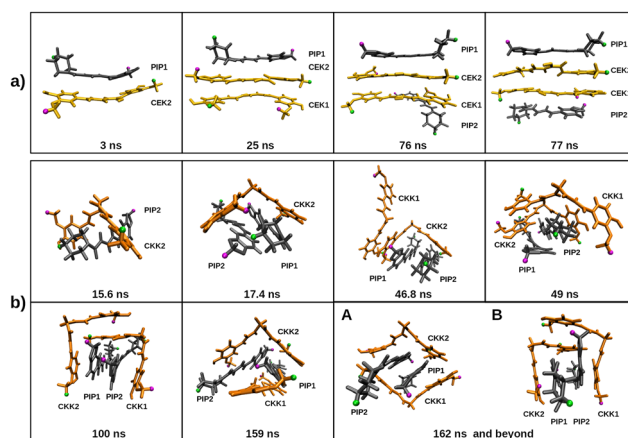 a)
PIP1
CEK2
3 ns
PIP1
CEK2
CEK1
25 ns
PIP1
CEK2
CEK1
PIP2
76 ns
PIP1
CEK2
CEK1
PIP2
77 ns
b)
PIP2
CKK2
15.6 ns
CKK2
PIP2
PIP1
17.4 ns
CKK1
CKK2
PIP1
PIP2
46.8 ns
CKK1
CKK2
PIP2
PIP1
49 ns
PIP1 PIP2 CKK1
100 ns
CKK2
PIP1
PIP2
CKK1
159 ns
A
CKK2
PIP1
PIP2
CKK1
B
CKK2 PIP1 PIP2 CKK1
162 ns and beyond